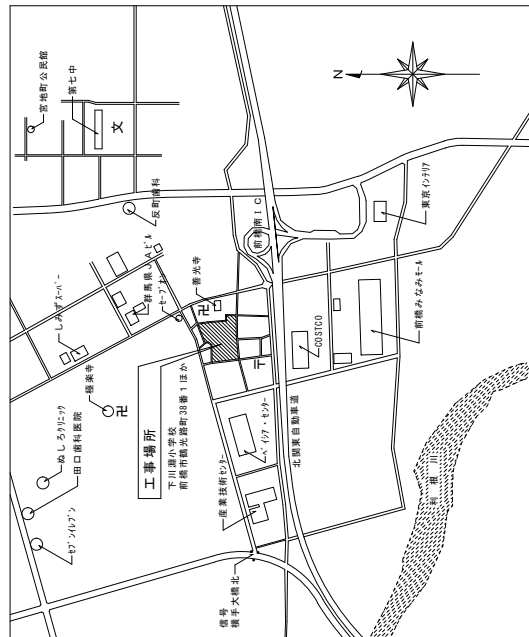 宮地町公民館
第七中
文
反町歯科
群馬県JAビル
セーブオン
しみずスーパー
善光寺
卍
極楽寺
卍
ぬしろクリニック
田口歯科医院
セブンイレブン
工事場所
下川淵小学校
前橋市鶴光路町38番1ほか
N
前橋南IC
東京インテリア
前橋みなみモール
COSTCO
〒
ベイシア・センター
北関東自動車道
産業技術センター
信号
横手大橋北
利根川